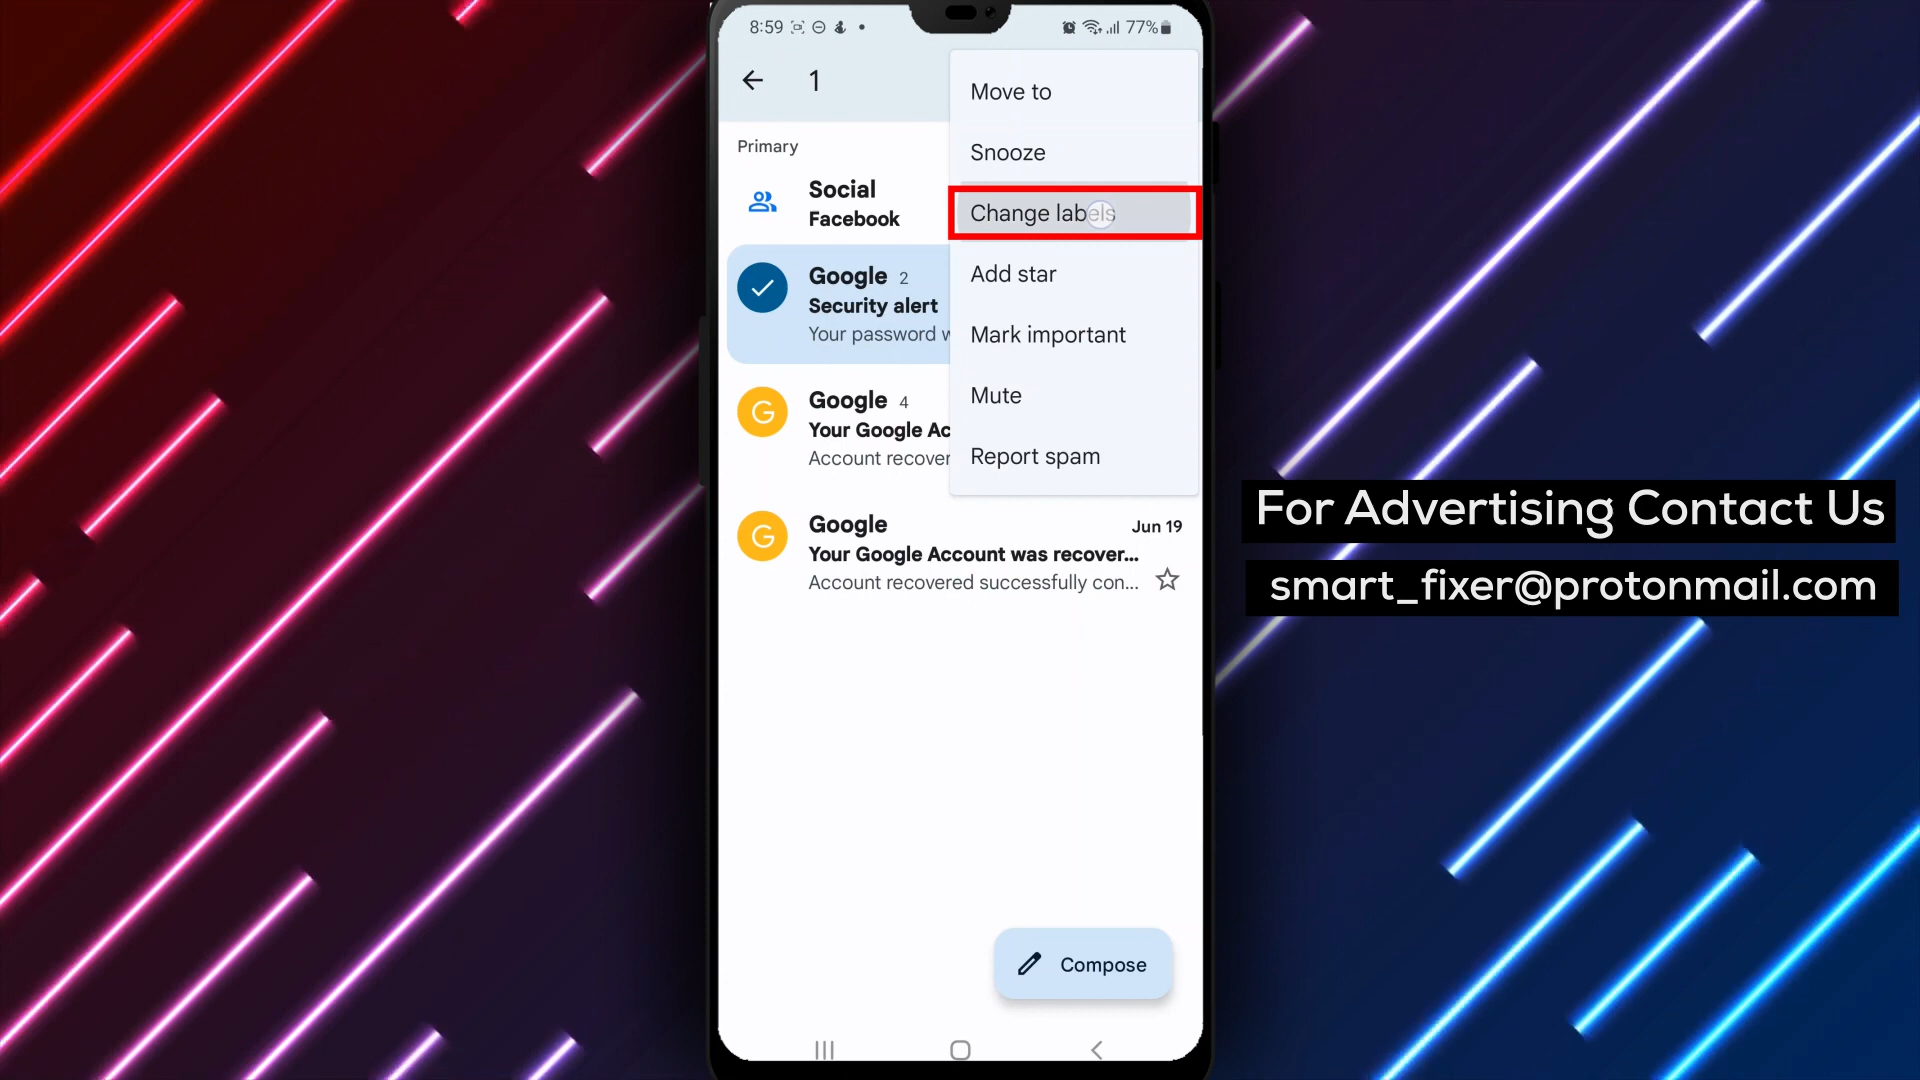 8:59
77%
1
Move to
Snooze
Change labels
Add star
Mark important
Mute
Report spam
Primary
Social
Facebook
Google 2
Security alert
Your password
Google 4
Your Google Ac
Account recover
Google Jun 19
Your Google Account was recover...
Account recovered successfully con...
Compose
For Advertising Contact Us
smart_fixer@protonmail.com